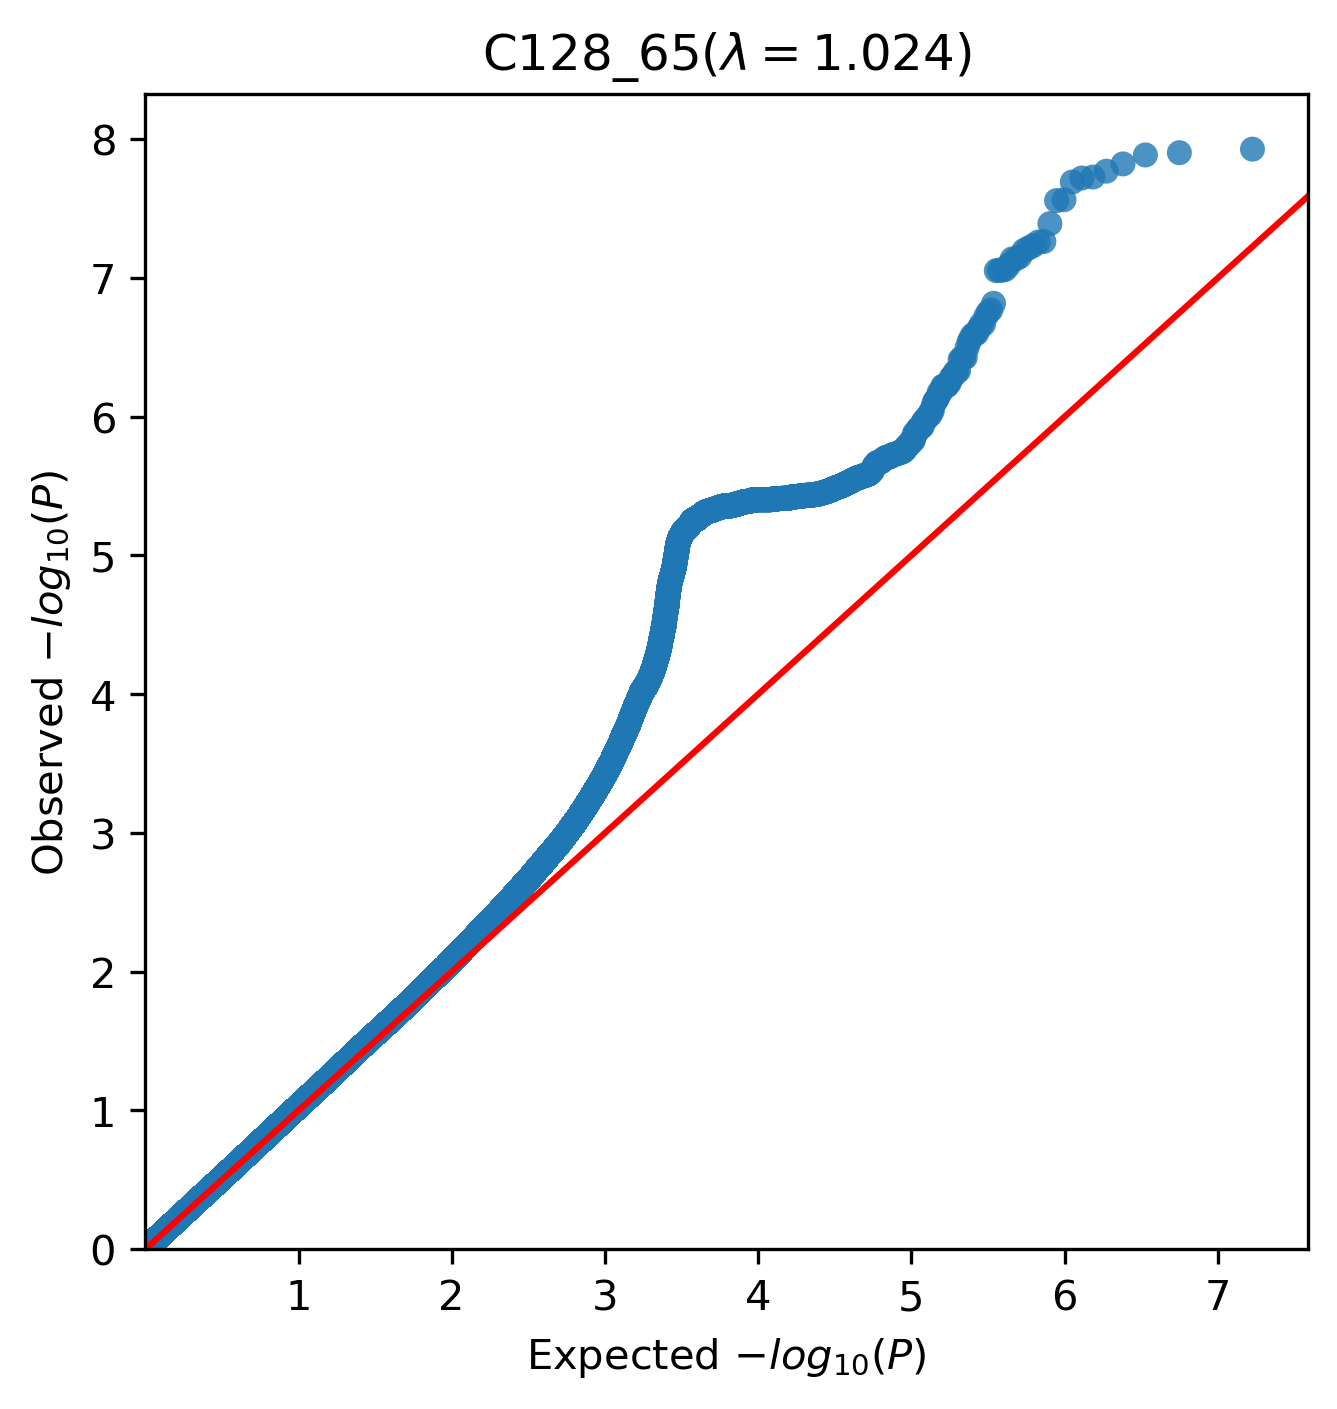 C128_65(λ = 1.024)
8
7
6
5
4
3
2
1
0
Observed −log₁₀(P)
1 2 3 4 5 6 7
Expected −log₁₀(P)